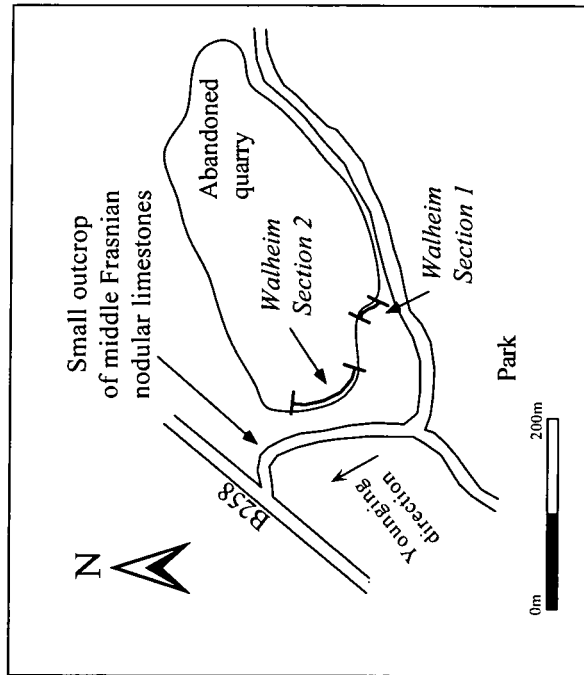 Small outcrop
of middle Frasnian
nodular limestones
Abandoned
quarry
Walheim
Section 2
Walheim
Section 1
B258
N
Younging
direction
Park
0m
200m